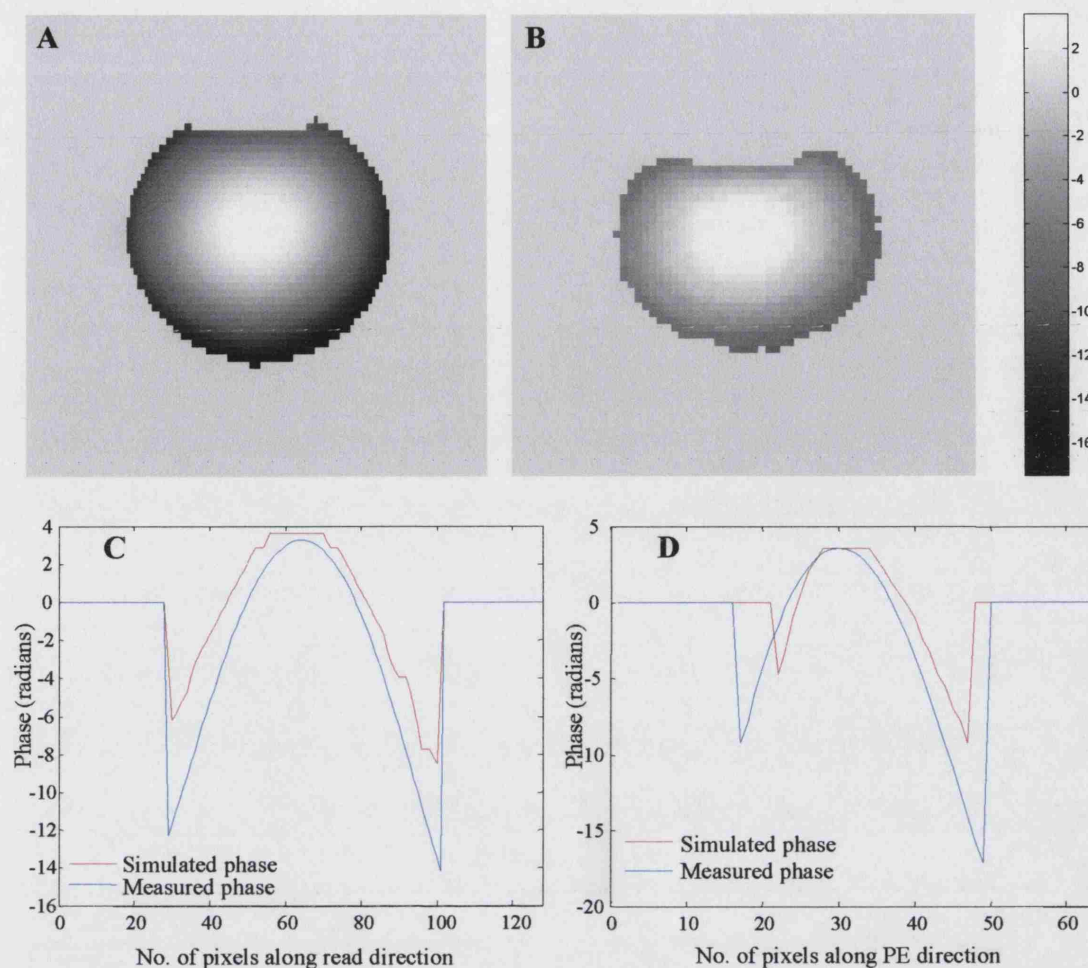 A
B
2
0
-2
-4
-6
-8
-10
-12
-14
-16
C
4
2
0
-2
-4
-6
-8
-10
-12
-14
-16
Phase (radians)
Simulated phase
Measured phase
0 20 40 60 80 100 120
No. of pixels along read direction
D
5
0
-5
-10
-15
-20
Phase (radians)
Simulated phase
Measured phase
0 10 20 30 40 50 60
No. of pixels along PE direction